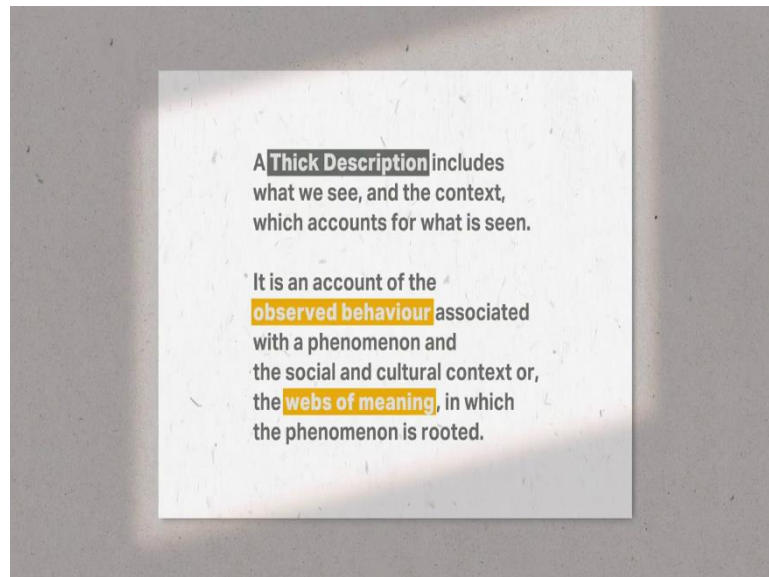 A Thick Description includes
what we see, and the context,
which accounts for what is seen.
It is an account of the
observed behaviour associated
with a phenomenon and
the social and cultural context or,
the webs of meaning, in which
the phenomenon is rooted.